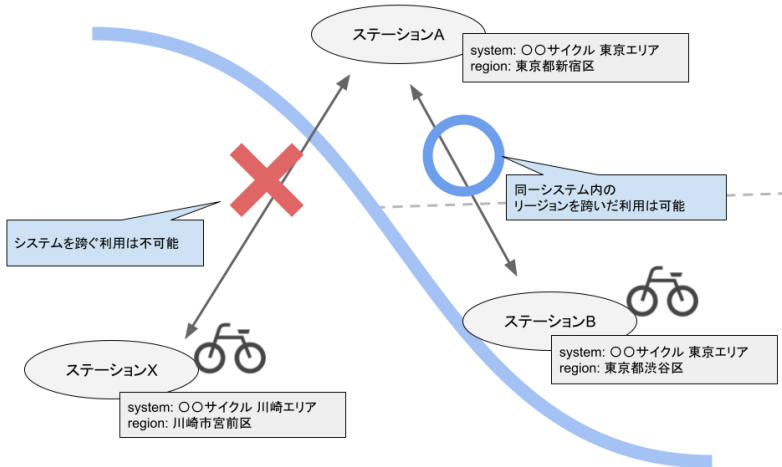 ステーションA
system: 〇〇サイクル 東京エリア
region: 東京都新宿区
同一システム内の
リージョンを跨いだ利用は可能
システムを跨ぐ利用は不可能
ステーションB
system: 〇〇サイクル 東京エリア
region: 東京都渋谷区
ステーションX
system: 〇〇サイクル 川崎エリア
region: 川崎市宮前区